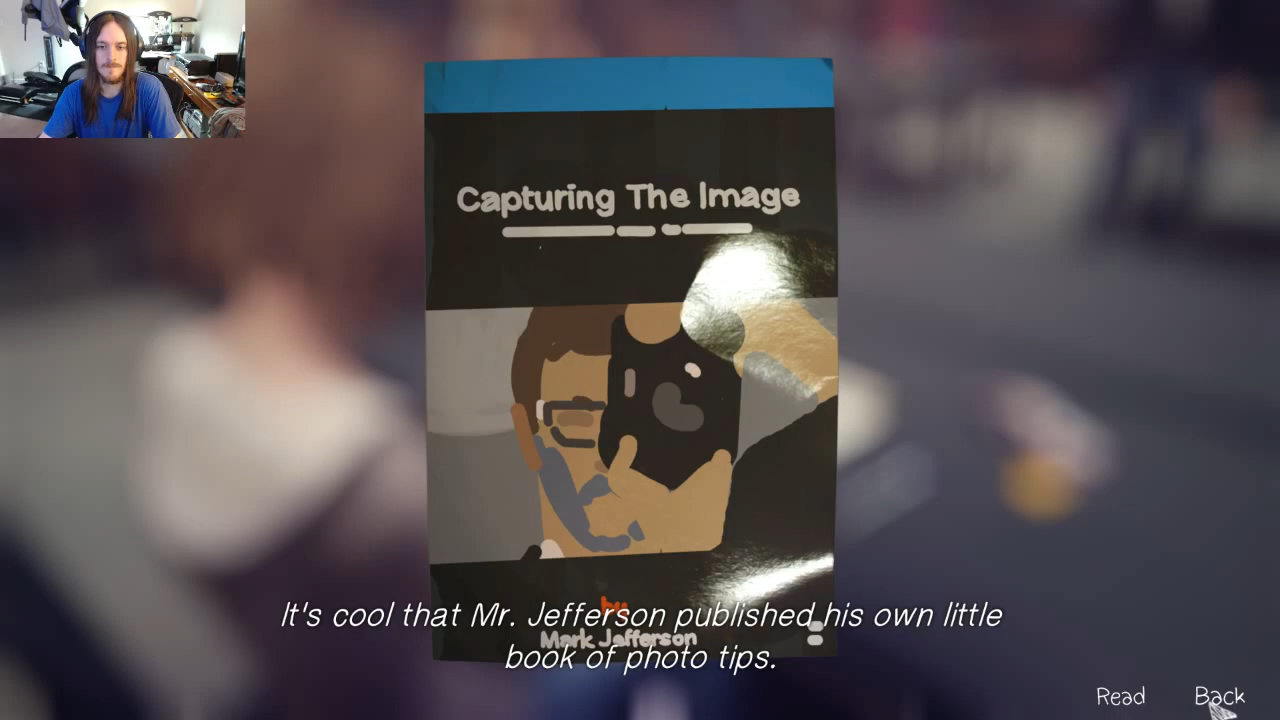 Capturing The Image
by
Mark Jafferson
It's cool that Mr. Jefferson published his own little
book of photo tips.
Read
Back